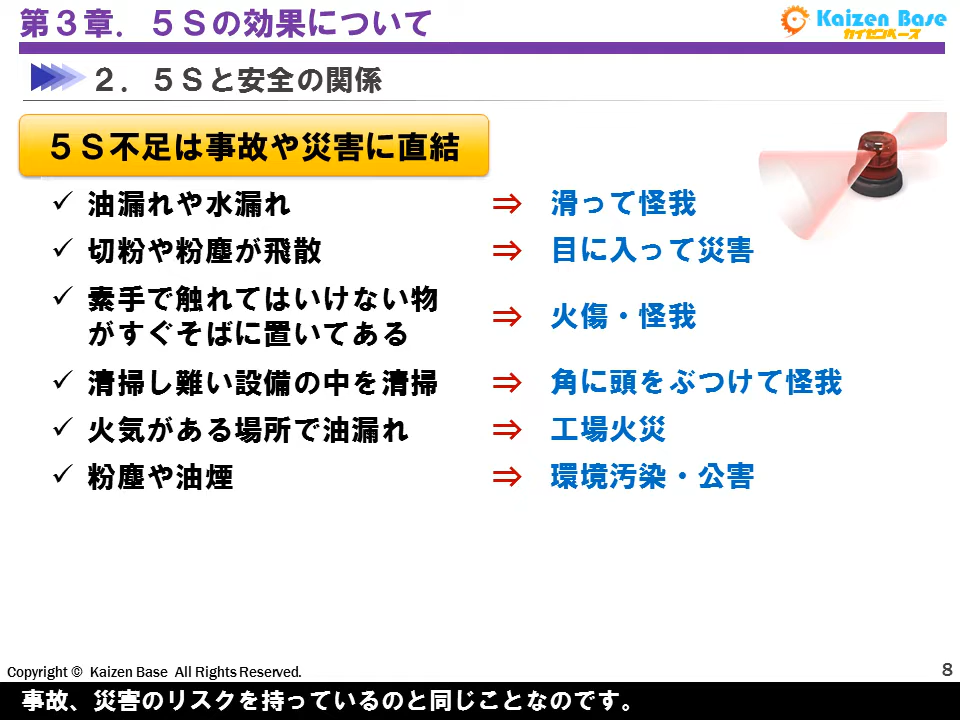 第３章．５Ｓの効果について
Kaizen Base
カイゼンベース
２．５Ｓと安全の関係
５Ｓ不足は事故や災害に直結
✓ 油漏れや水漏れ ⇒ 滑って怪我
✓ 切粉や粉塵が飛散 ⇒ 目に入って災害
✓ 素手で触れてはいけない物
がすぐそばに置いてある ⇒ 火傷・怪我
✓ 清掃し難い設備の中を清掃 ⇒ 角に頭をぶつけて怪我
✓ 火気がある場所で油漏れ ⇒ 工場火災
✓ 粉塵や油煙 ⇒ 環境汚染・公害
Copyright © Kaizen Base All Rights Reserved.
8
事故、災害のリスクを持っているのと同じことなのです。